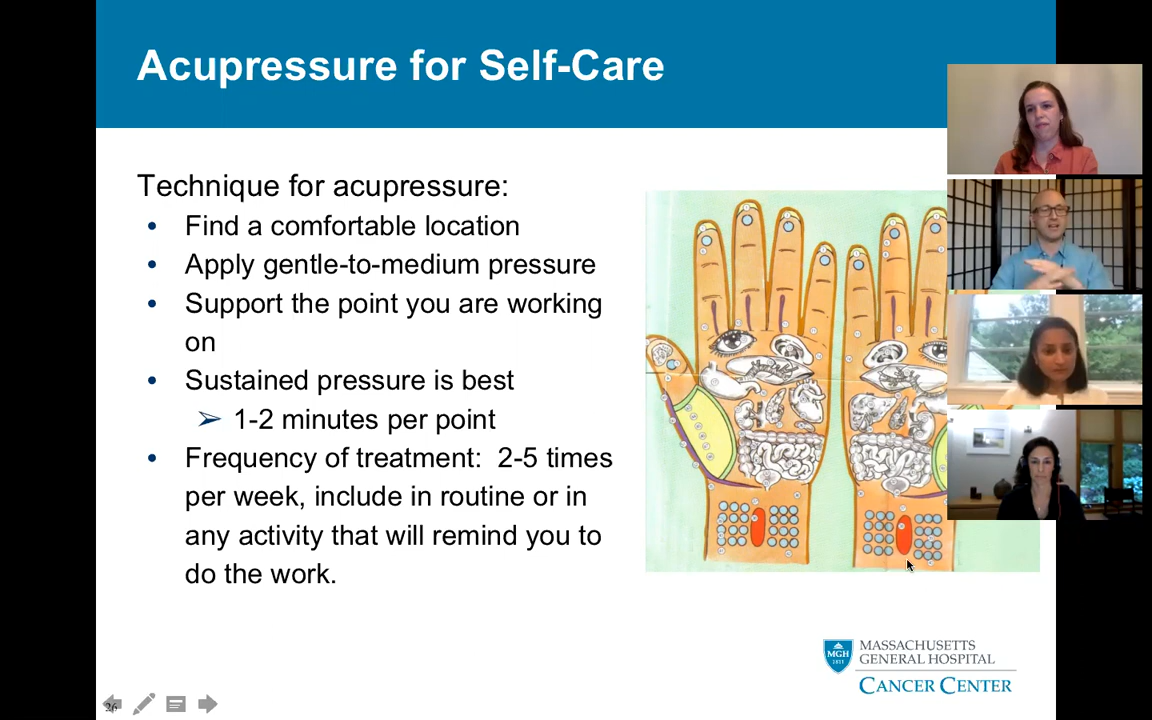 Acupressure for Self-Care
Technique for acupressure:
• Find a comfortable location
• Apply gentle-to-medium pressure
• Support the point you are working
on
• Sustained pressure is best
➢ 1-2 minutes per point
• Frequency of treatment:  2-5 times
per week, include in routine or in
any activity that will remind you to
do the work.
MGH
1811
MASSACHUSETTS
GENERAL HOSPITAL
CANCER CENTER
26